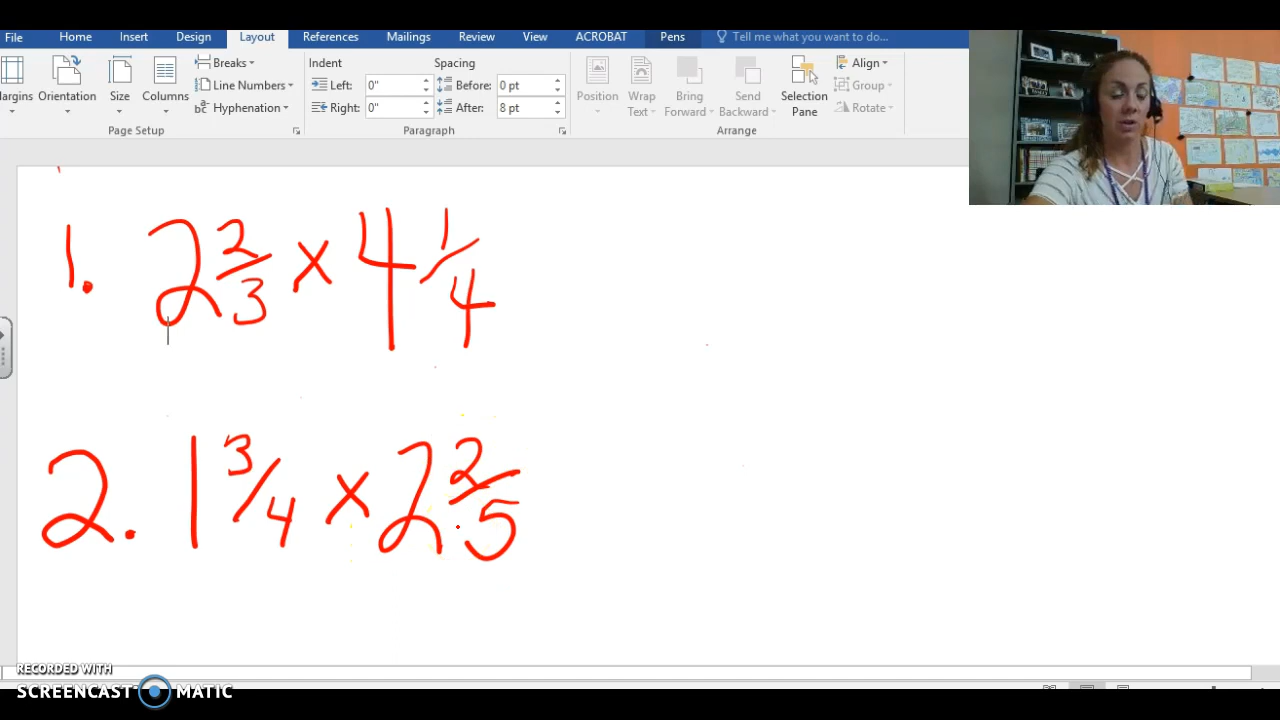 File Home Insert Design Layout References Mailings Review View ACROBAT Pens Tell me what you want to do...
Indent Spacing
Breaks Left: 0" Before: 0 pt Align
Line Numbers Right: 0" After: 8 pt Group
Hyphenation Rotate
argins Orientation Size Columns Position Wrap Text Bring Forward Send Backward Selection Pane
Page Setup Paragraph Arrange
1. 2 2/3 x 4 1/4
2. 1 3/4 x 2 2/5
RECORDED WITH
SCREENCAST MATIC